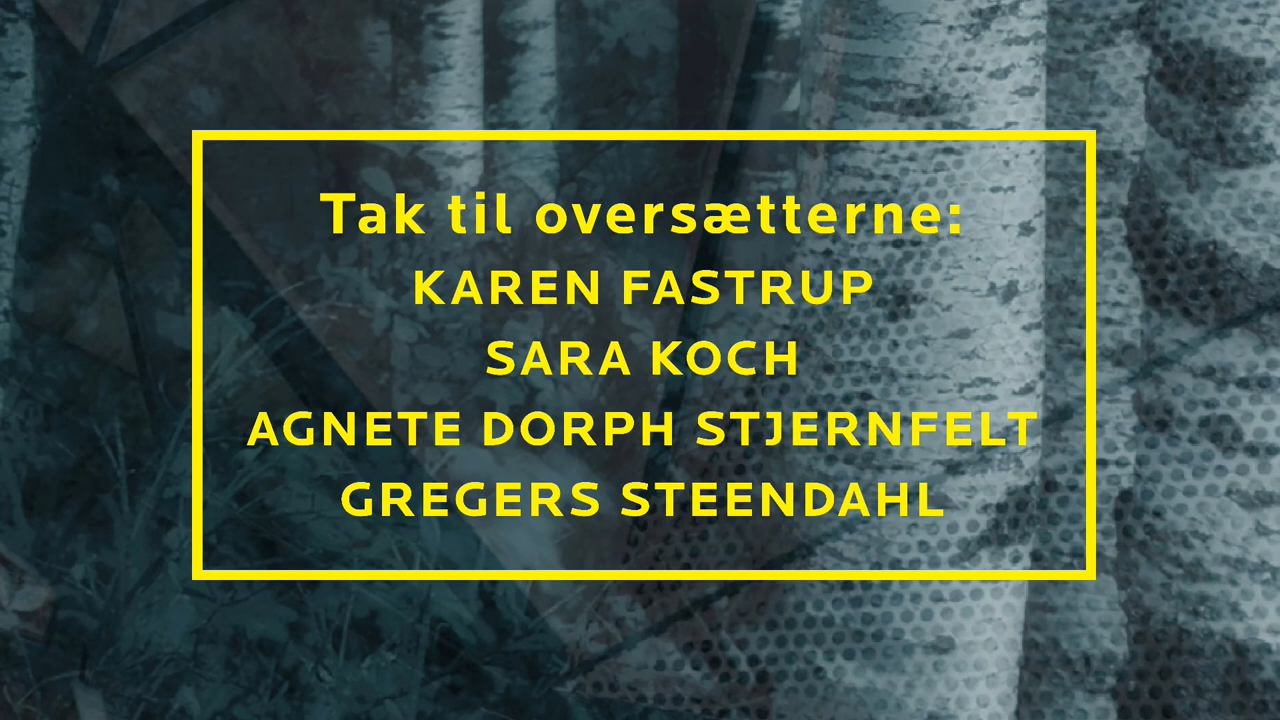 Tak til oversætterne:
KAREN FASTRUP
SARA KOCH
AGNETE DORPH STJERNFELT
GREGERS STEENDAHL